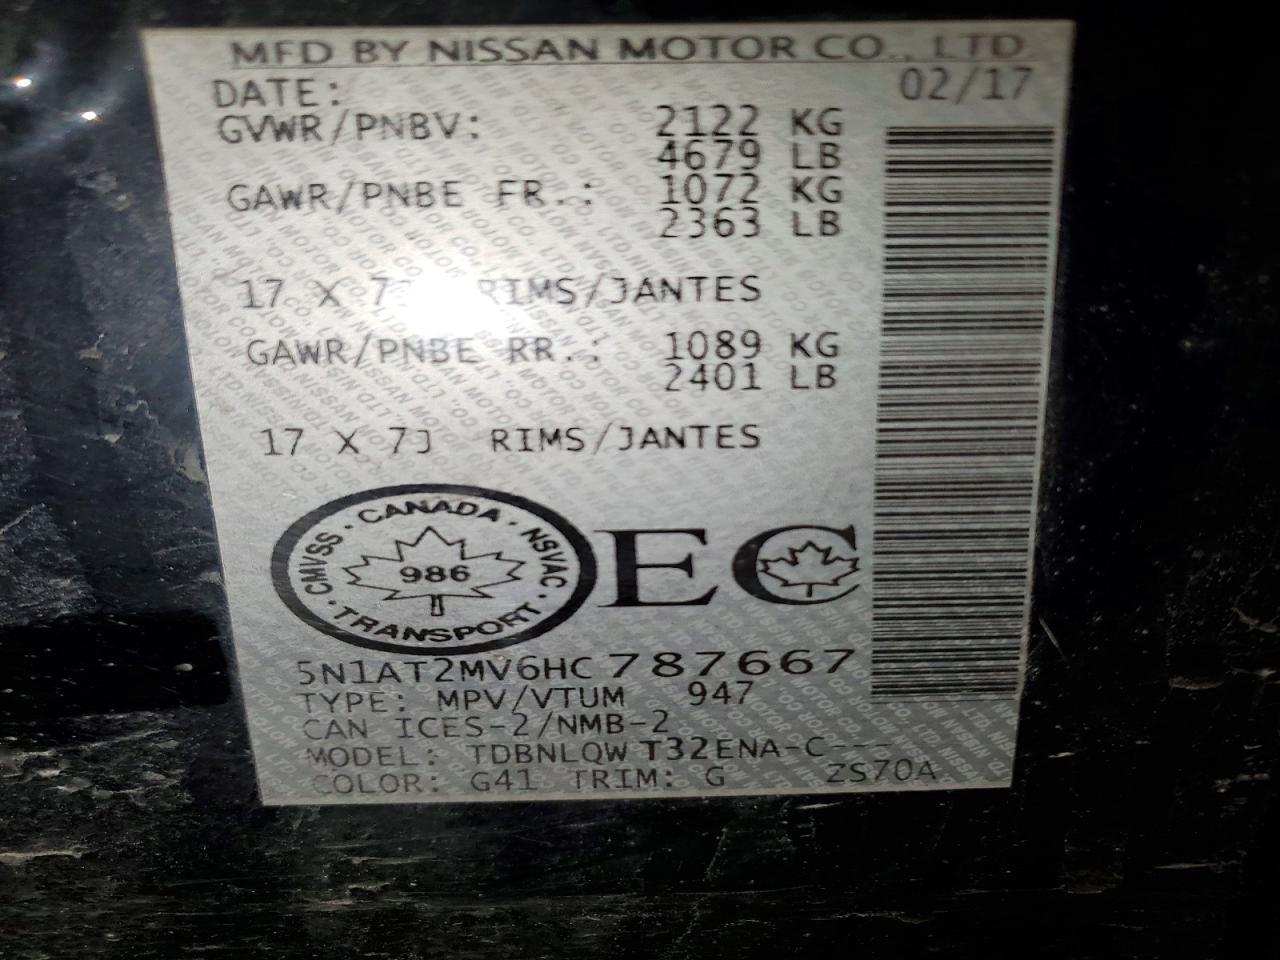 MFD BY NISSAN MOTOR CO., LTD
DATE: 02/17
GVWR/PNBV: 2122 KG
4679 LB
GAWR/PNBE FR.: 1072 KG
2363 LB
17 X 7J RIMS/JANTES
GAWR/PNBE RR.: 1089 KG
2401 LB
17 X 7J RIMS/JANTES
CANADA · NSVAC · TRANSPORT · CMVSS ·
986
EC
5N1AT2MV6HC787667
TYPE: MPV/VTUM 947
CAN ICES-2/NMB-2
MODEL: TDBNLQW T32ENA-C---
COLOR: G41 TRIM: G ZS70A